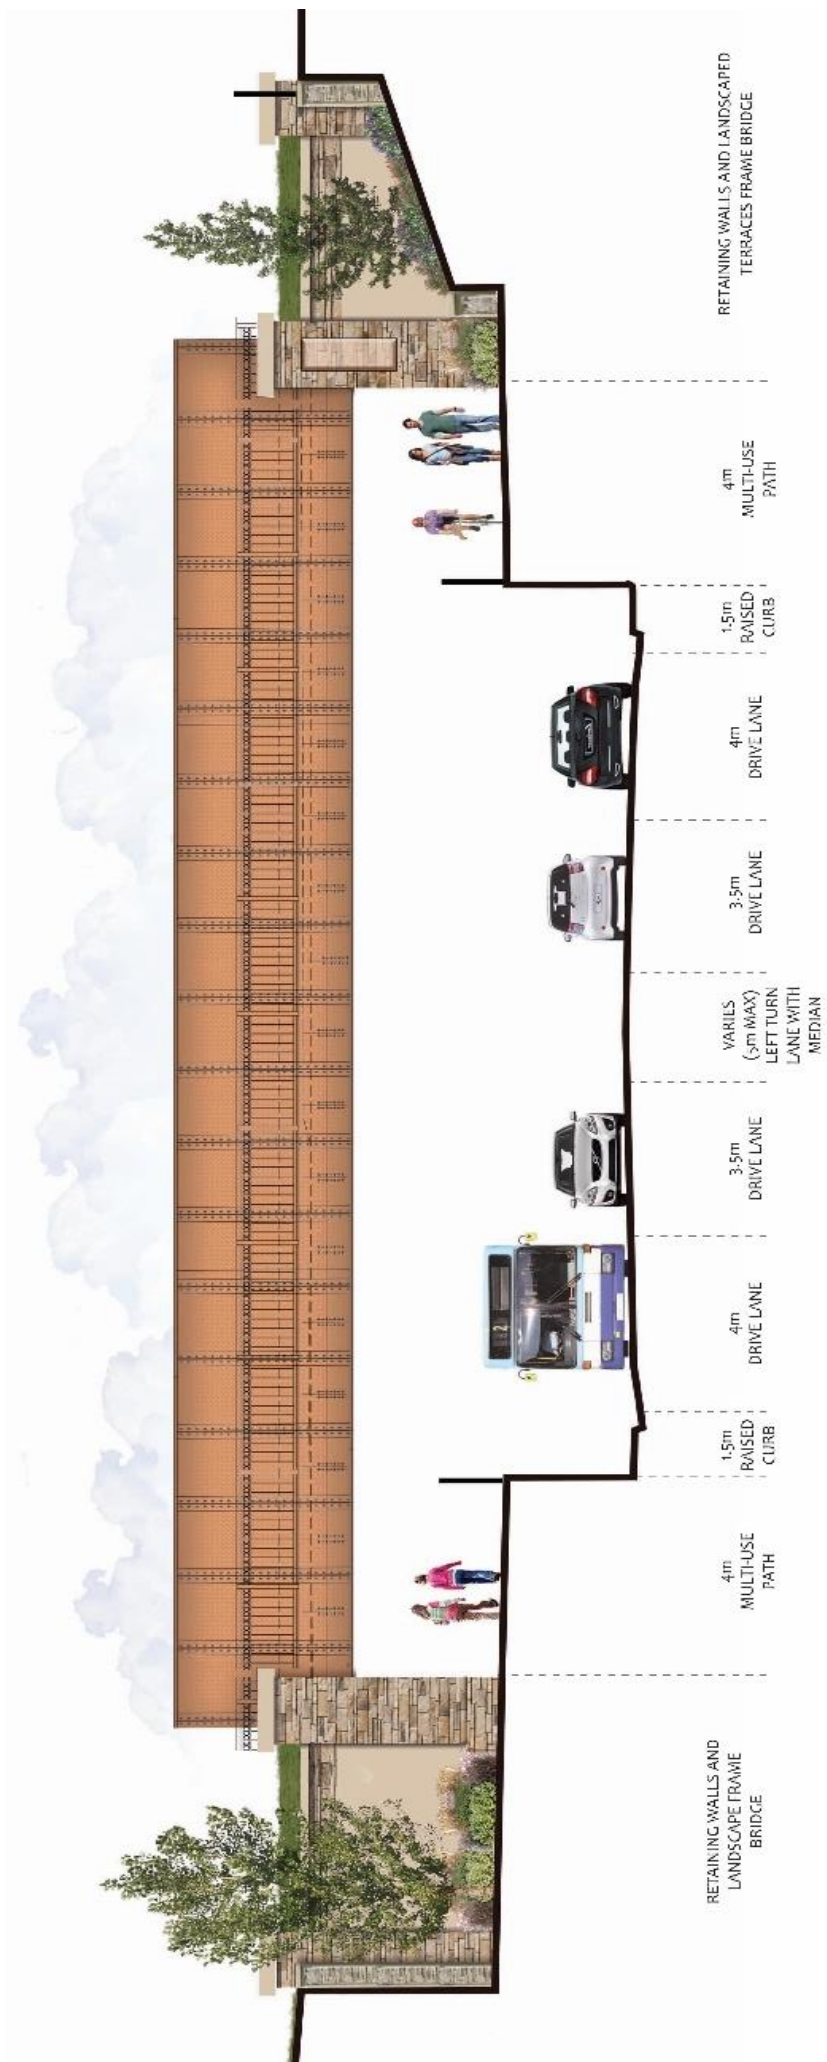 2
RETAINING WALLS AND
LANDSCAPE FRAME
BRIDGE
4m
MULTI-USE
PATH
1.5m
RAISED
CURB
4m
DRIVE LANE
3.5m
DRIVE LANE
VARIES
(5m MAX)
LEFT TURN
LANE WITH
MEDIAN
3.5m
DRIVE LANE
4m
DRIVE LANE
1.5m
RAISED
CURB
4m
MULTI-USE
PATH
RETAINING WALLS AND LANDSCAPED
TERRACES FRAME BRIDGE